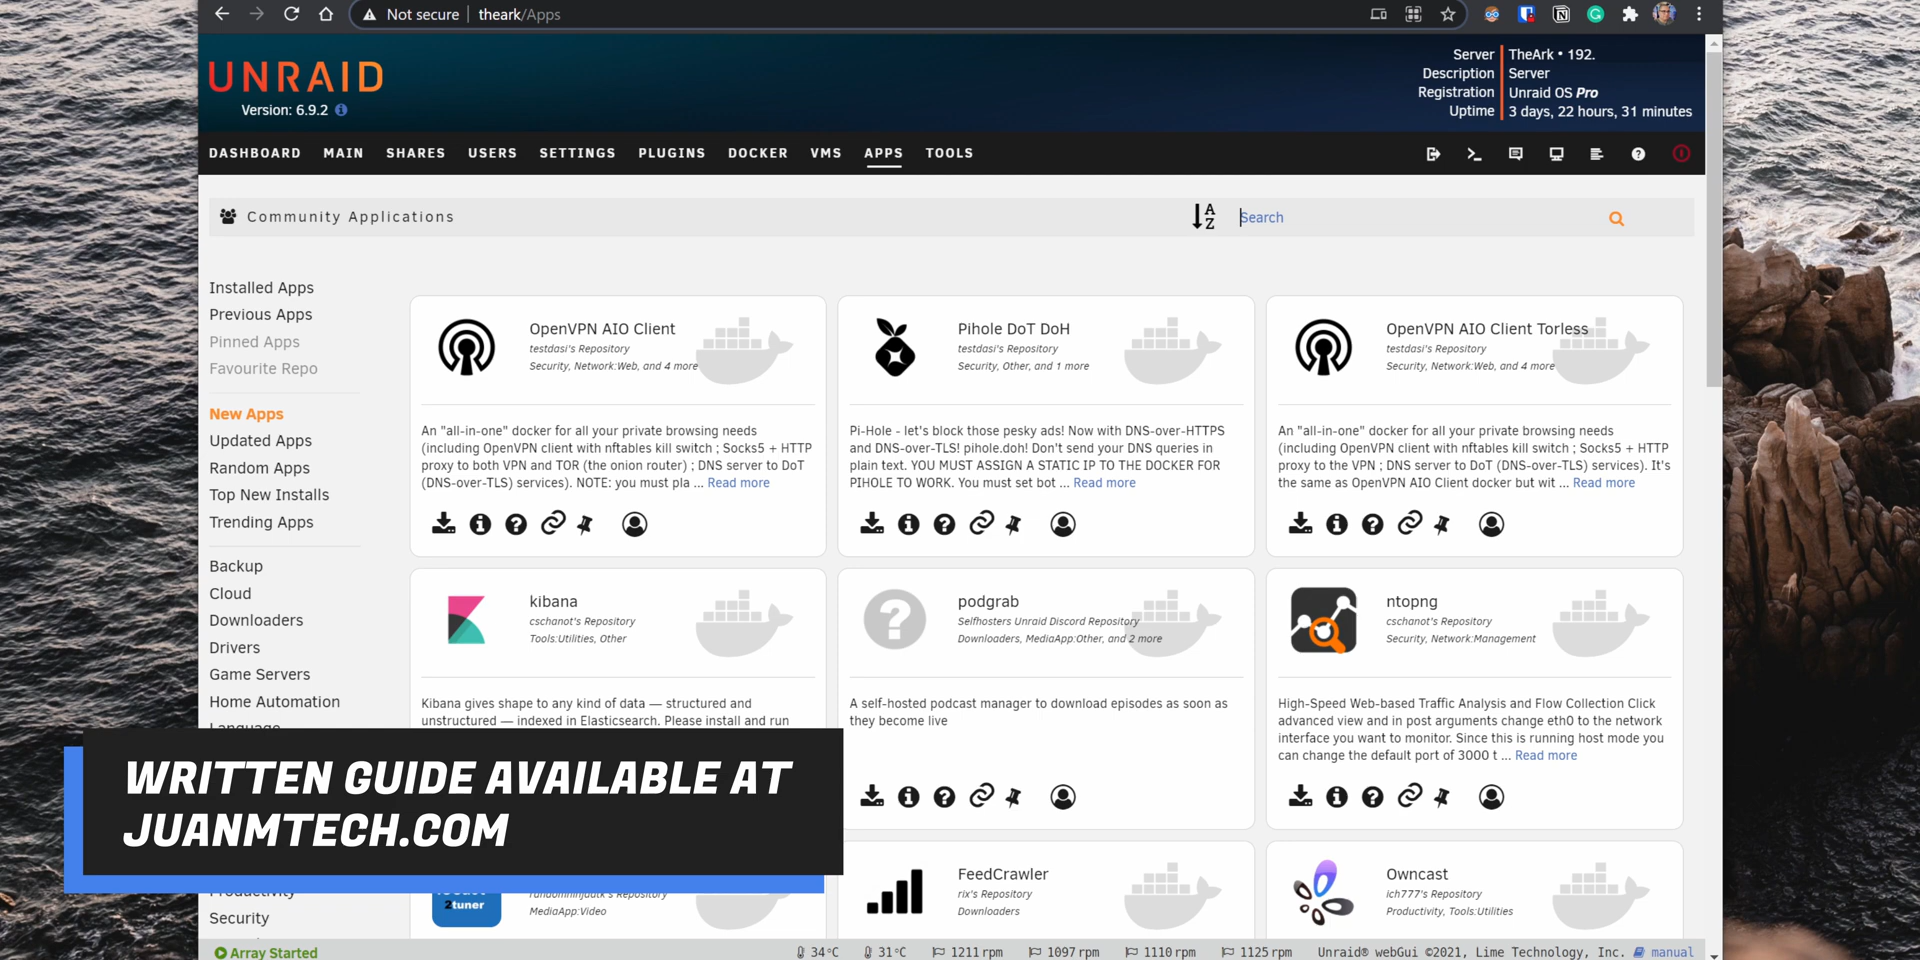 Not secure | theark/Apps
UNRAID
Version: 6.9.2
Server TheArk • 192.
Description Server
Registration Unraid OS Pro
Uptime 3 days, 22 hours, 31 minutes
DASHBOARD MAIN SHARES USERS SETTINGS PLUGINS DOCKER VMS APPS TOOLS
Community Applications
A
Z
Search
Installed Apps
Previous Apps
Pinned Apps
Favourite Repo
New Apps
Updated Apps
Random Apps
Top New Installs
Trending Apps
Backup
Cloud
Downloaders
Drivers
Game Servers
Home Automation
Language
Productivity
Security
OpenVPN AIO Client
testdasi's Repository
Security, Network:Web, and 4 more
An "all-in-one" docker for all your private browsing needs
(including OpenVPN client with nftables kill switch ; Socks5 + HTTP
proxy to both VPN and TOR (the onion router) ; DNS server to DoT
(DNS-over-TLS) services). NOTE: you must pla ... Read more
Pihole DoT DoH
testdasi's Repository
Security, Other, and 1 more
Pi-Hole - let's block those pesky ads! Now with DNS-over-HTTPS
and DNS-over-TLS! pihole.doh! Don't send your DNS queries in
plain text. YOU MUST ASSIGN A STATIC IP TO THE DOCKER FOR
PIHOLE TO WORK. You must set bot ... Read more
OpenVPN AIO Client Torless
testdasi's Repository
Security, Network:Web, and 4 more
An "all-in-one" docker for all your private browsing needs
(including OpenVPN client with nftables kill switch ; Socks5 + HTTP
proxy to the VPN ; DNS server to DoT (DNS-over-TLS) services). It's
the same as OpenVPN AIO Client docker but wit ... Read more
kibana
cschanot's Repository
Tools:Utilities, Other
Kibana gives shape to any kind of data — structured and
unstructured — indexed in Elasticsearch. Please install and run
podgrab
Selfhosters Unraid Discord Repository
Downloaders, MediaApp:Other, and 2 more
A self-hosted podcast manager to download episodes as soon as
they become live
ntopng
cschanot's Repository
Security, Network:Management
High-Speed Web-based Traffic Analysis and Flow Collection Click
advanced view and in post arguments change eth0 to the network
interface you want to monitor. Since this is running host mode you
can change the default port of 3000 t ... Read more
WRITTEN GUIDE AVAILABLE AT
JUANMTECH.COM
2tuner
Repository
MediaApp:Video
FeedCrawler
rix's Repository
Downloaders
Owncast
ich777's Repository
Productivity, Tools:Utilities
Array Started
34°C 31°C 1211 rpm 1097 rpm 1110 rpm 1125 rpm Unraid® webGui ©2021, Lime Technology, Inc. manual